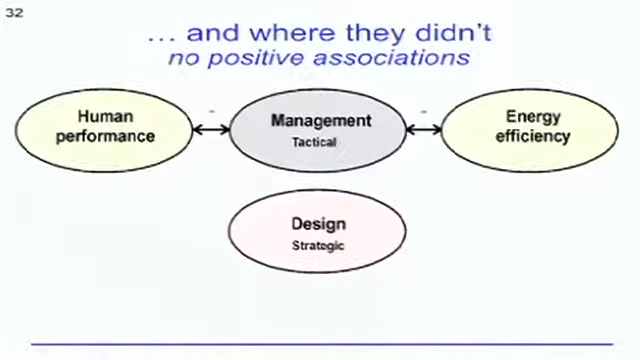 32
... and where they didn't
no positive associations
Human
performance
-
Management
Tactical
-
Energy
efficiency
Design
Strategic